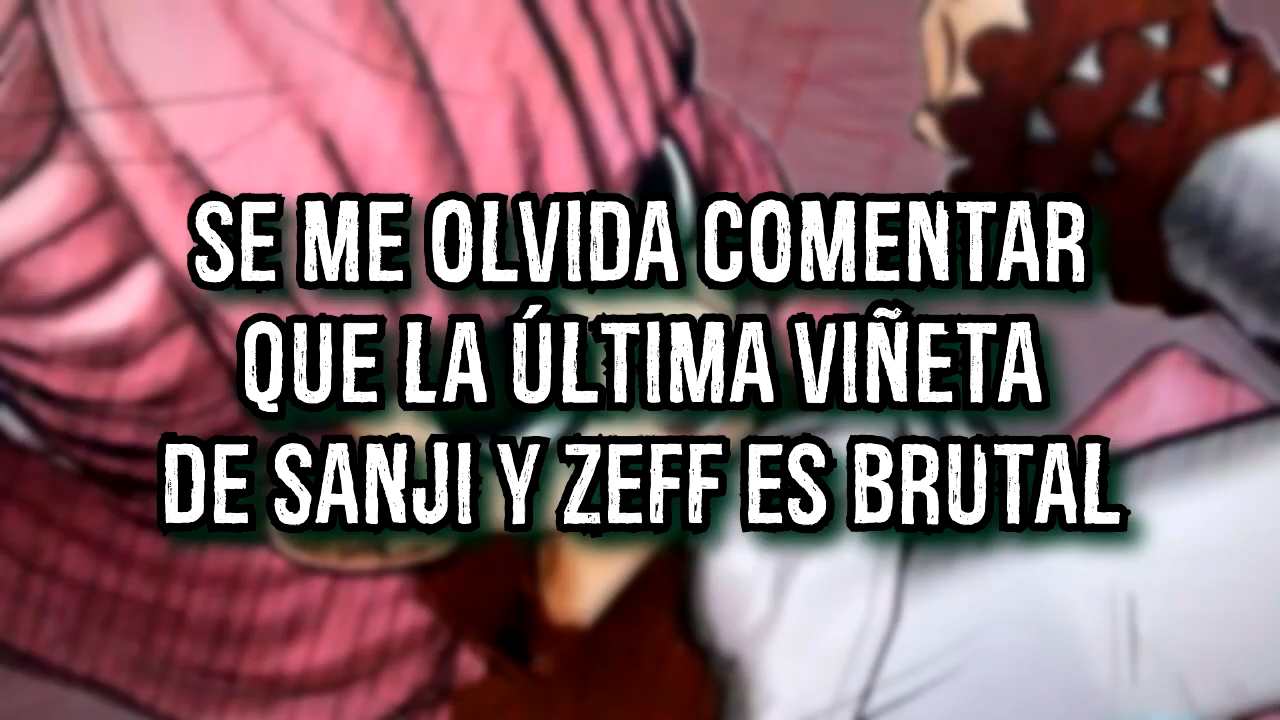 SE ME OLVIDA COMENTAR
QUE LA ÚLTIMA VIÑETA
DE SANJI Y ZEFF ES BRUTAL